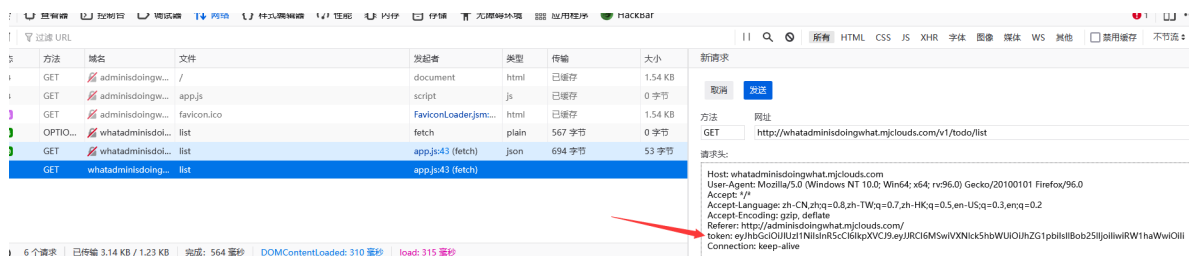 查看器 控制台 调试器 网络 样式编辑器 性能 内存 存储 无障碍环境 应用程序 HackBar 1
过滤 URL
所有 HTML CSS JS XHR 字体 图像 媒体 WS 其他 禁用缓存 不节流
方法 域名 文件 发起者 类型 传输 大小
GET adminisdoingw... / document html 已缓存 1.54 KB
GET adminisdoingw... app.js script js 已缓存 0 字节
GET adminisdoingw... favicon.ico FaviconLoader.jsm:... html 已缓存 1.54 KB
OPTIO... whatadminisdoi... list fetch plain 567 字节 0 字节
GET whatadminisdoi... list app.js:43 (fetch) json 694 字节 53 字节
GET whatadminisdoing... list app.js:43 (fetch)
6 个请求 已传输 3.14 KB / 1.23 KB 完成：564 毫秒 DOMContentLoaded: 310 毫秒 load: 315 毫秒
新请求
取消 发送
方法 网址
GET http://whatadminisdoingwhat.mjclouds.com/v1/todo/list
请求头:
Host: whatadminisdoingwhat.mjclouds.com
User-Agent: Mozilla/5.0 (Windows NT 10.0; Win64; x64; rv:96.0) Gecko/20100101 Firefox/96.0
Accept: */*
Accept-Language: zh-CN,zh;q=0.8,zh-TW;q=0.7,zh-HK;q=0.5,en-US;q=0.3,en;q=0.2
Accept-Encoding: gzip, deflate
Referer: http://adminisdoingwhat.mjclouds.com/
token:
Connection: keep-alive